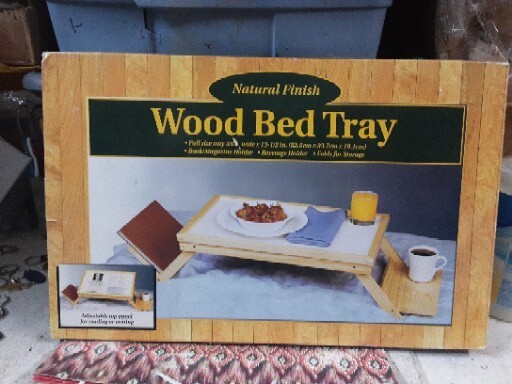 Natural Finish
Wood Bed Tray
• Full size tray
• Book/Magazine Holder • Beverage Holder • Folds for Storage
Adjustable top panel
for reading or writing